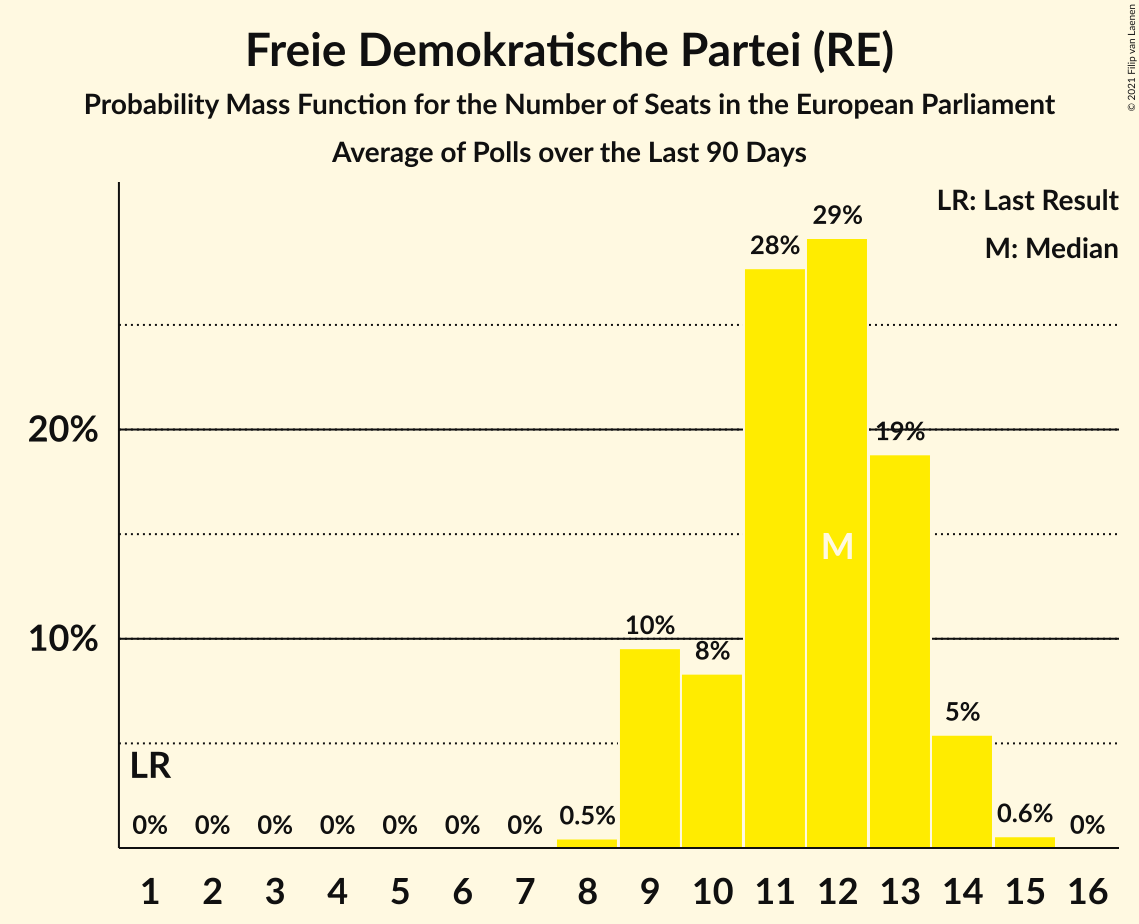 Freie Demokratische Partei (RE)
Probability Mass Function for the Number of Seats in the European Parliament
Average of Polls over the Last 90 Days
© 2021 Filip van Laenen
LR: Last Result
M: Median
29%
28%
20%
19%
M
10%
10%
8%
5%
LR
0% 0% 0% 0% 0% 0% 0% 0.5% 0.6% 0%
1 2 3 4 5 6 7 8 9 10 11 12 13 14 15 16